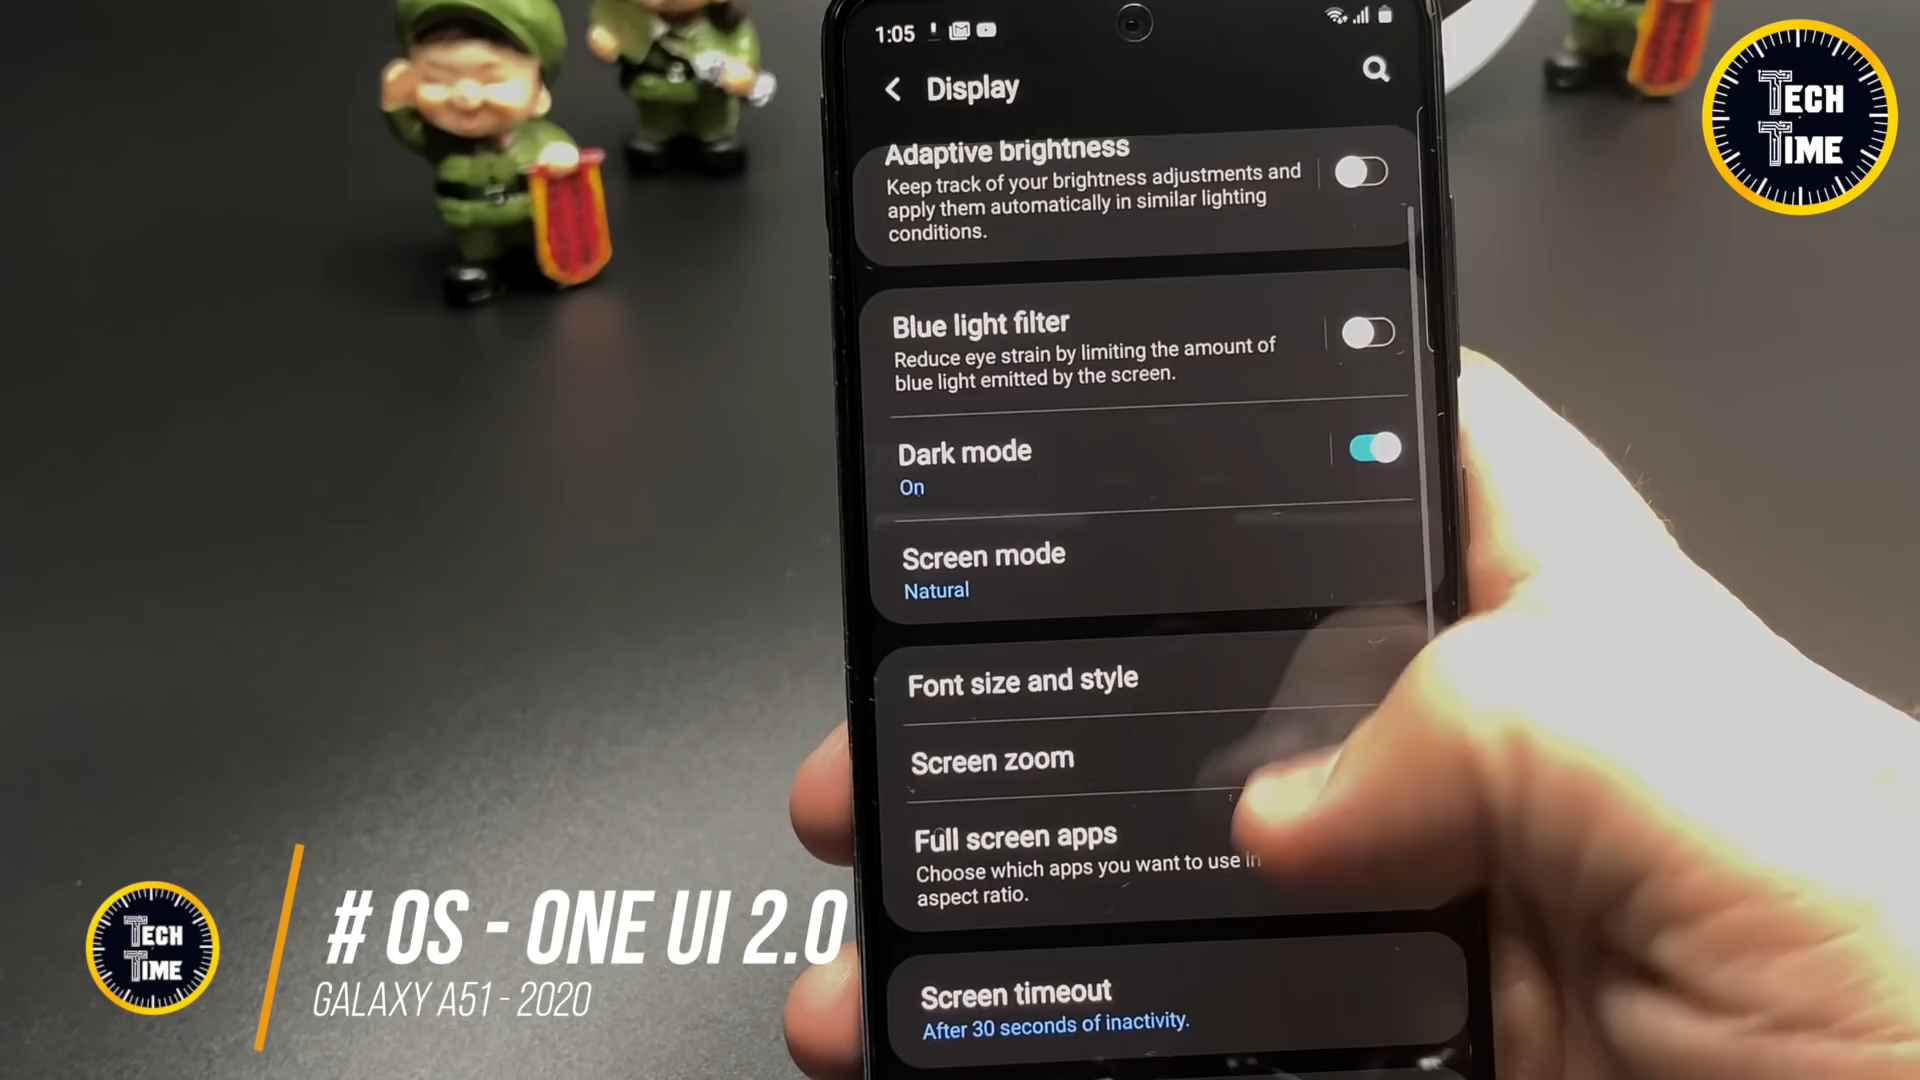 1:05
Display
Adaptive brightness
Keep track of your brightness adjustments and
apply them automatically in similar lighting
conditions.
Blue light filter
Reduce eye strain by limiting the amount of
blue light emitted by the screen.
Dark mode
On
Screen mode
Natural
Font size and style
Screen zoom
Full screen apps
Choose which apps you want to use in
aspect ratio.
Screen timeout
After 30 seconds of inactivity.
TECH
TIME
TECH
TIME
# OS - ONE UI 2.0
GALAXY A51 - 2020